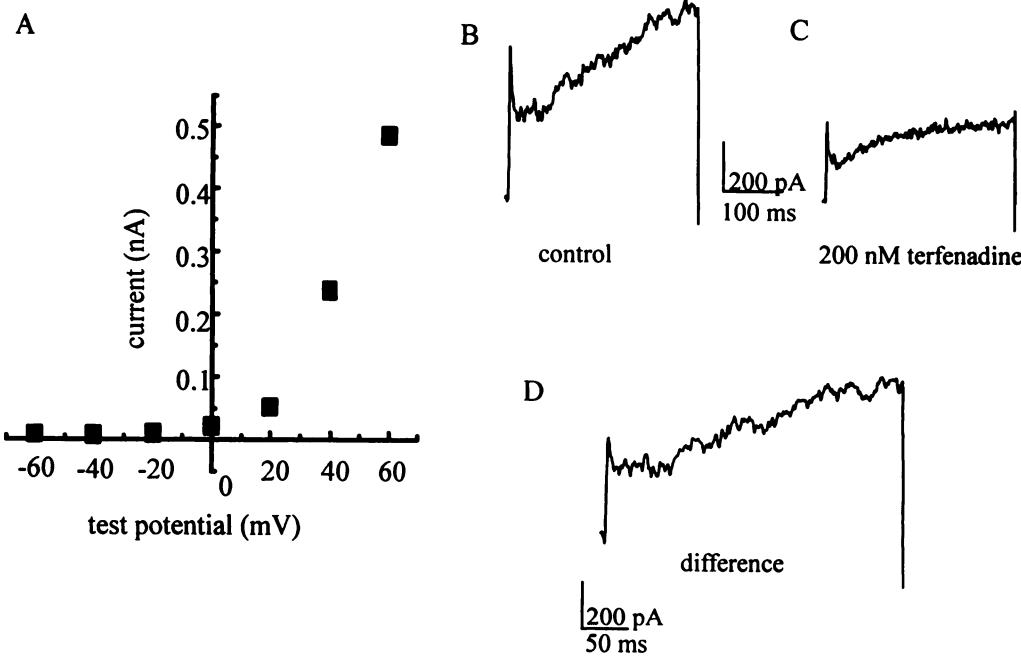 A
B
C
0.5
0.4
0.3
0.2
0.1
current (nA)
-60 -40 -20 0 20 40 60
test potential (mV)
control
200 pA
100 ms
200 nM terfenadine
D
difference
200 pA
50 ms